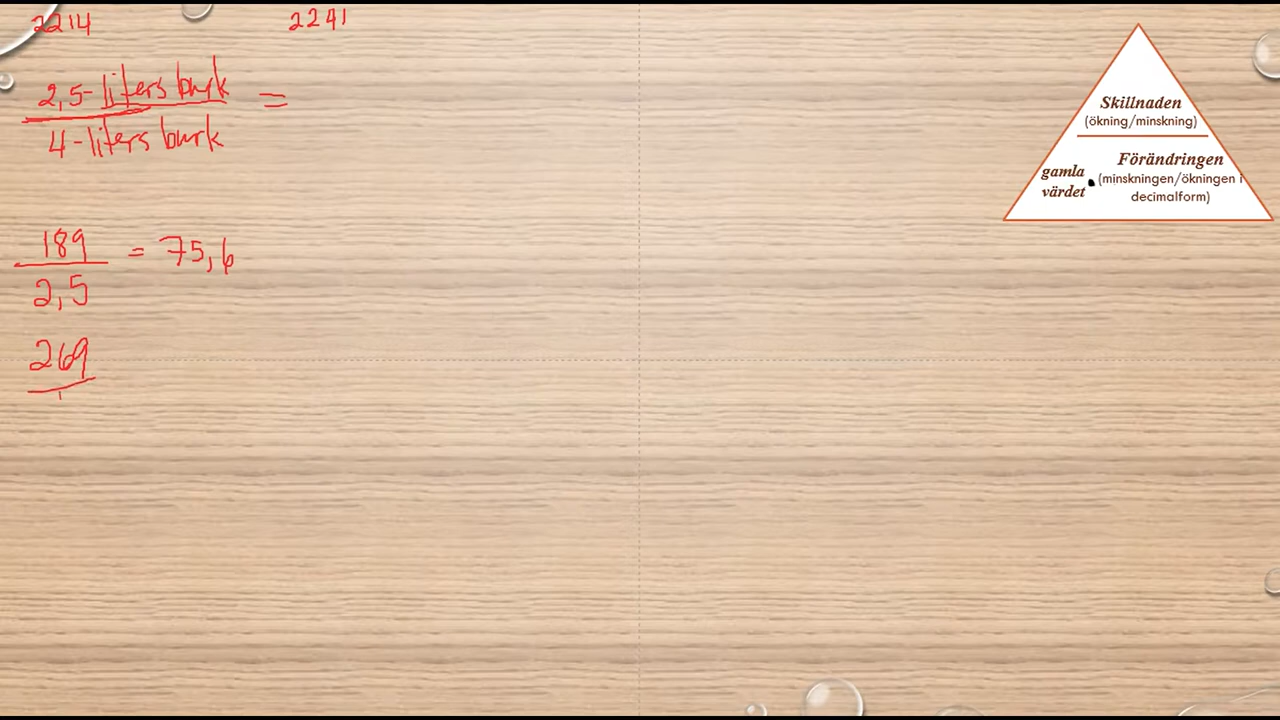 2214
2241
2,5-liters burk =
4-liters burk
189 = 75,6
2,5
269
Skillnaden
(ökning/minskning)
gamla
värdet
Förändringen
(minskningen/ökningen i
decimalform)